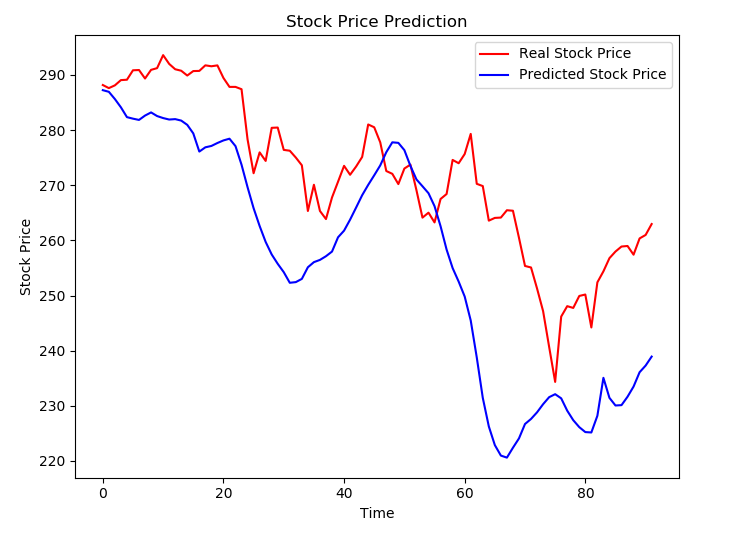 Stock Price Prediction
Real Stock Price
Predicted Stock Price
Stock Price
290
280
270
260
250
240
230
220
0 20 40 60 80
Time